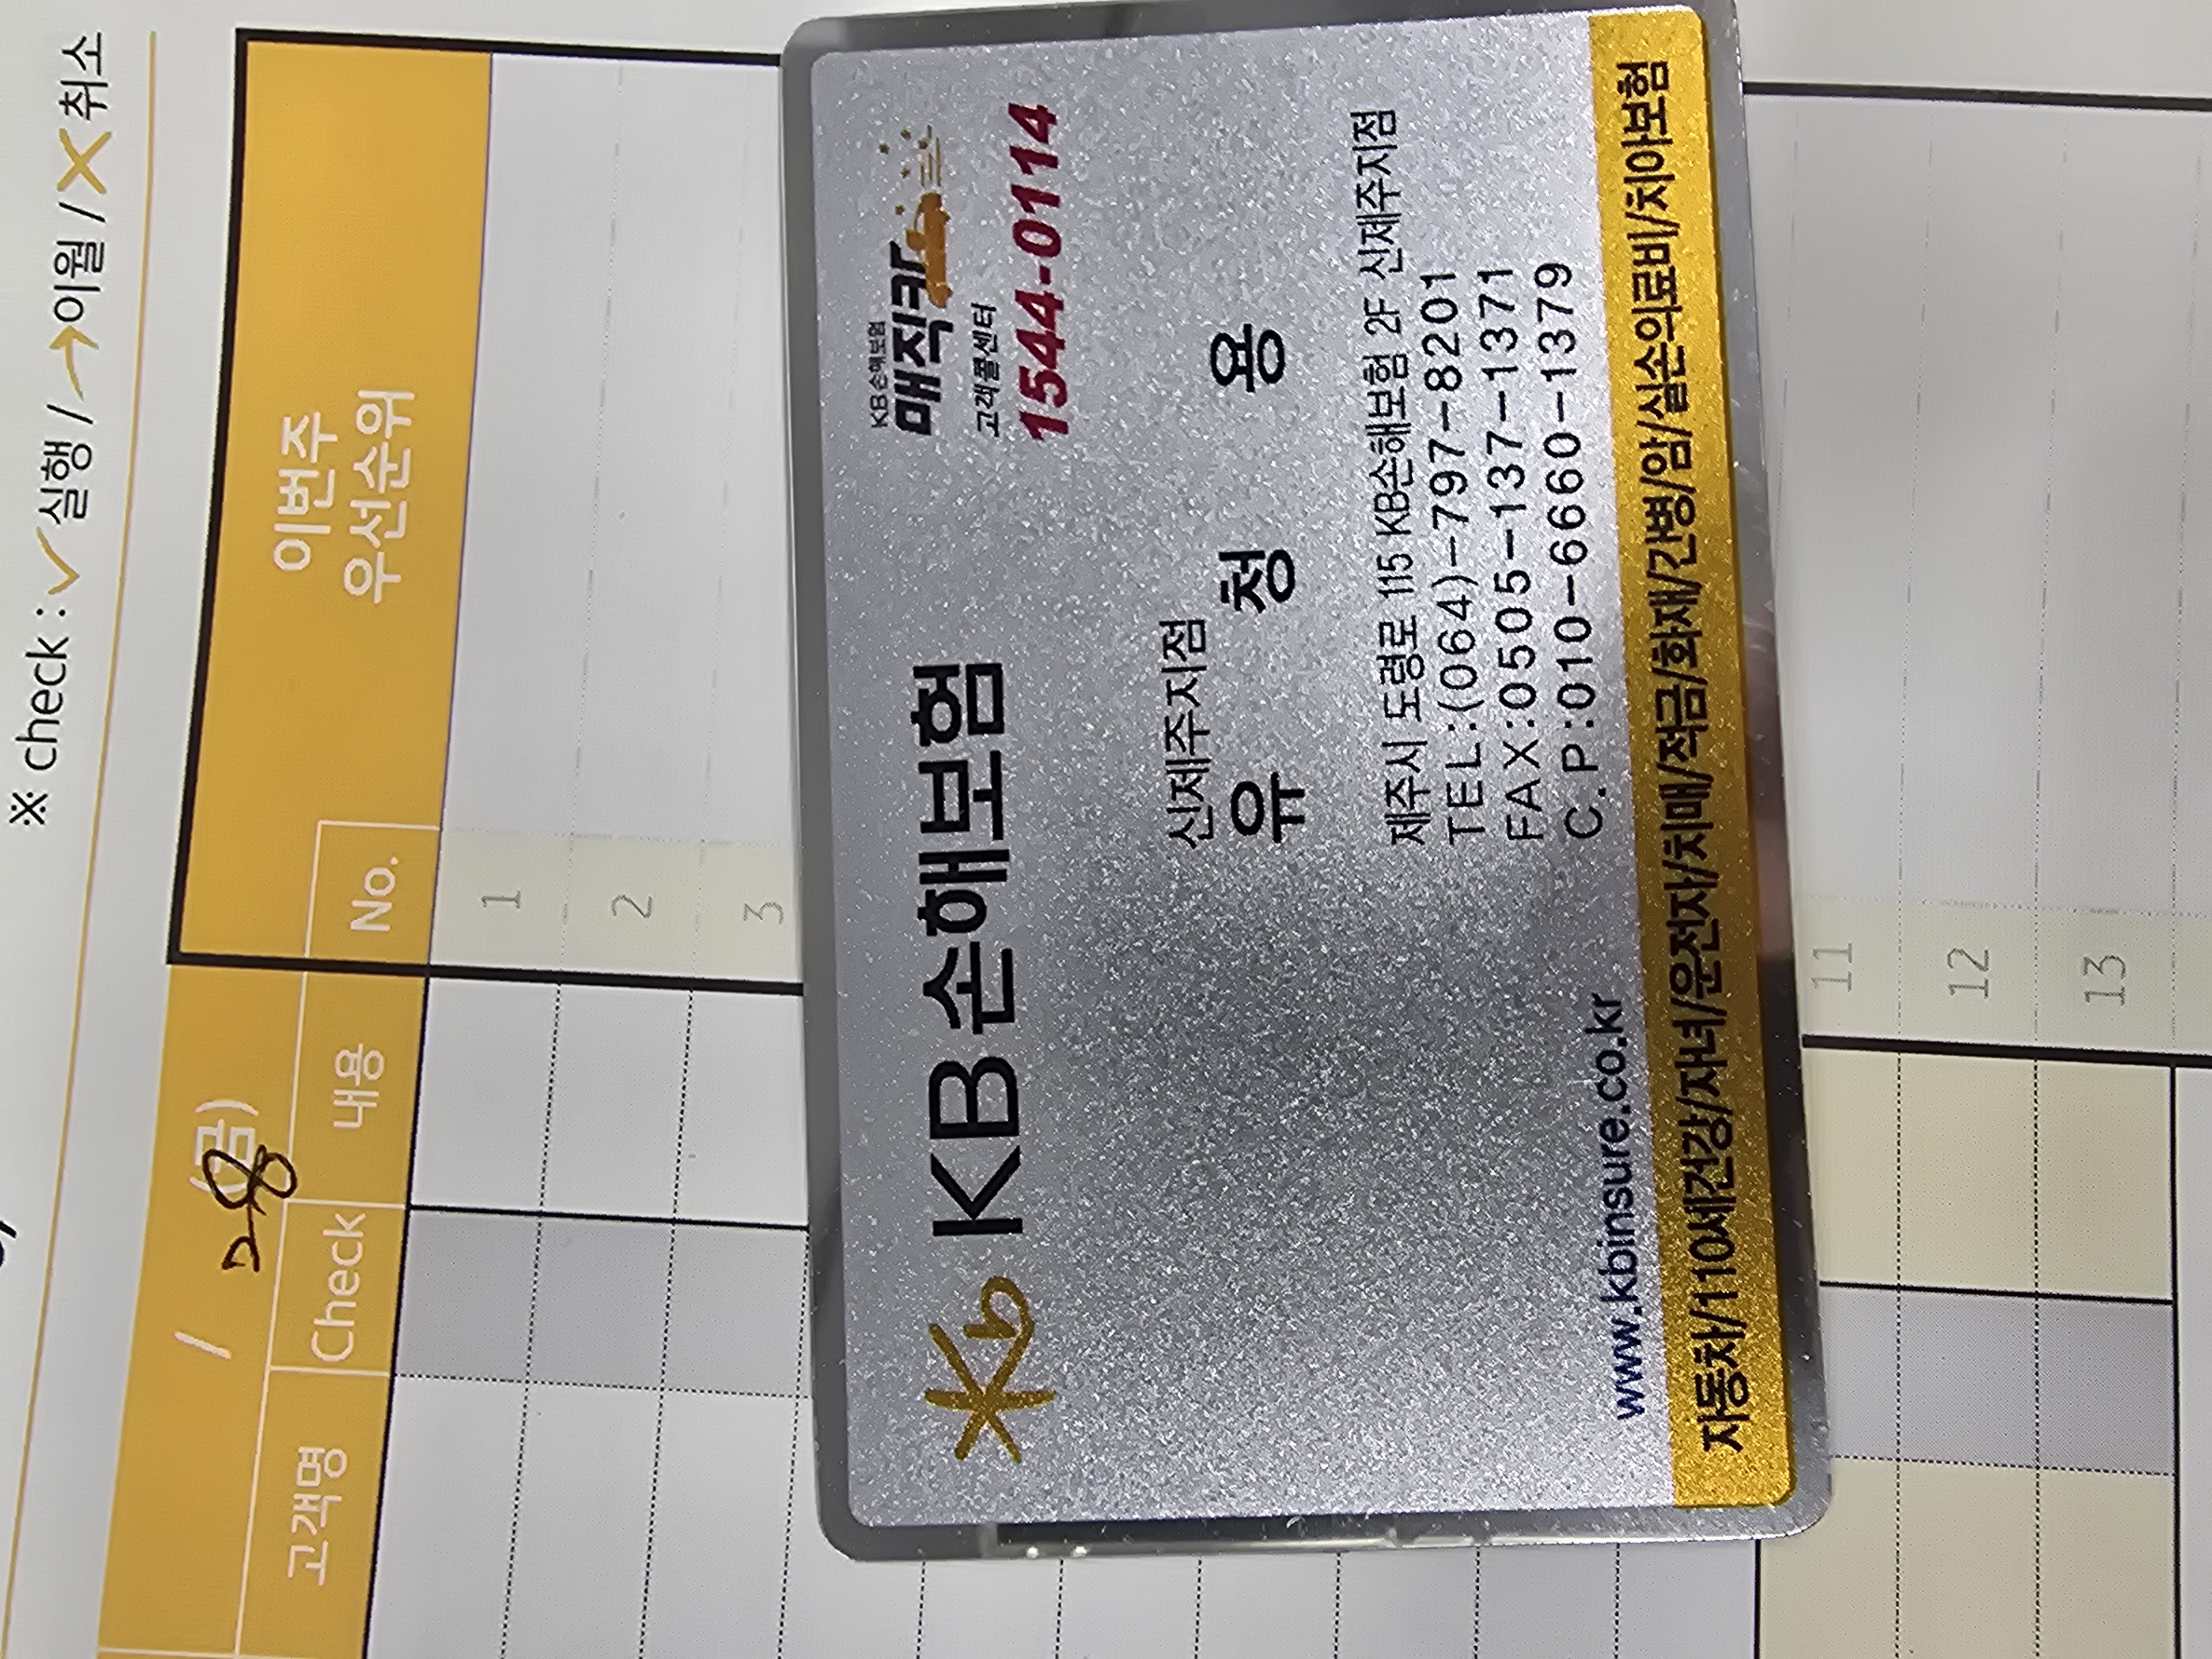 ※ check : ✓실행 / →이월 / X취소
/ (금)
28
이번주
우선순위
고객명 Check 내용 No.
1
2
3
Kb KB손해보험
KB손해보험
매직카
고객콜센터
1544-0114
신제주지점
유 청 용
제주시 도령로 115 KB손해보험 2F 신제주지점
TEL:(064)-797-8201
FAX:0505-137-1371
C.P:010-6660-1379
www.kbinsure.co.kr
자동차/110세건강/자녀/운전자/치매/적금/화재/간병/암/실손의료비/치아보험
11
12
13